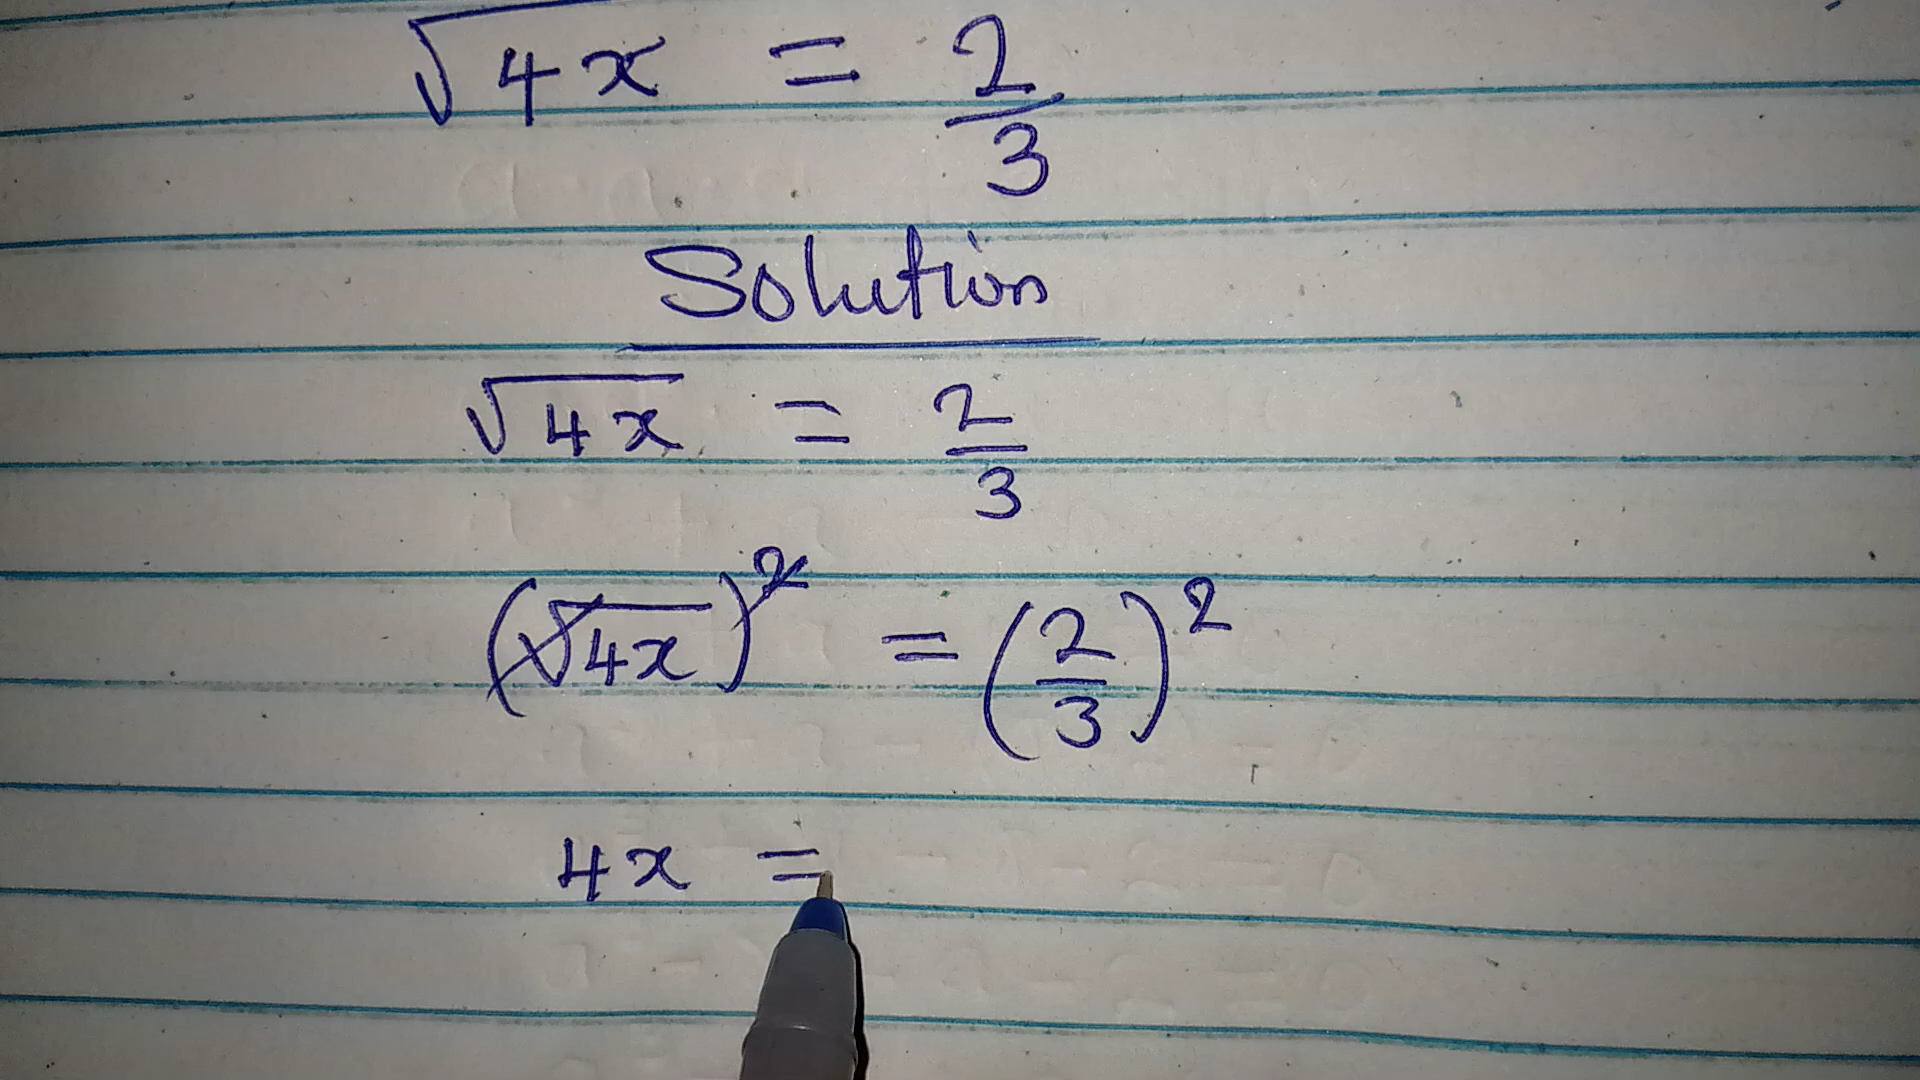 √4x = 2/3
Solution
√4x = 2/3
(√4x)² = (2/3)²
4x =